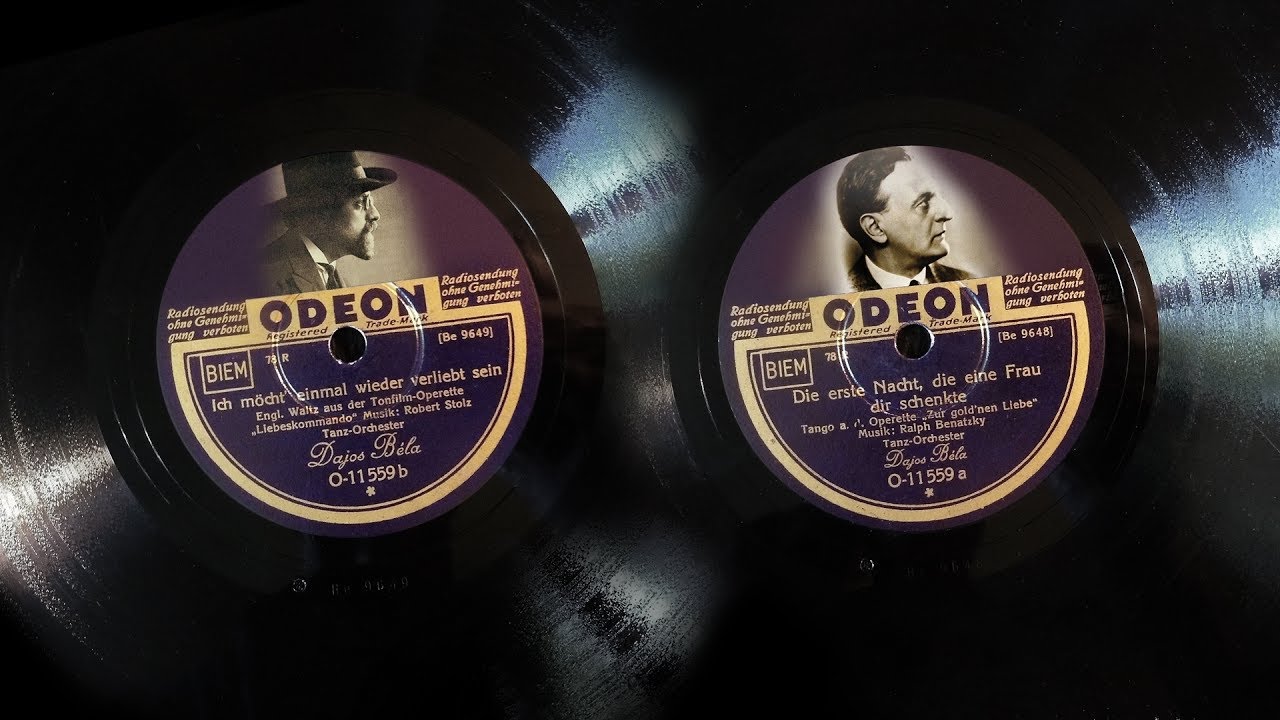 Radiosendung
ohne Genehmi-
gung verboten
ODEON
Registered Trade-Mark
Radiosendung
ohne Genehmi-
gung verboten
BIEM
78 R
[Be 9649]
Ich möcht' einmal wieder verliebt sein
Engl. Waltz aus der Tonfilm-Operette
„Liebeskommando" Musik: Robert Stolz
Tanz-Orchester
Dajos Béla
O-11559 b
Be 9649
Radiosendung
ohne Genehmi-
gung verboten
ODEON
Registered Trade-Mark
Radiosendung
ohne Genehmi-
gung verboten
BIEM
78 R
[Be 9648]
Die erste Nacht, die eine Frau
dir schenkte
Tango a. d. Operette „Zur gold'nen Liebe"
Musik: Ralph Benatzky
Tanz-Orchester
Dajos Béla
O-11559 a